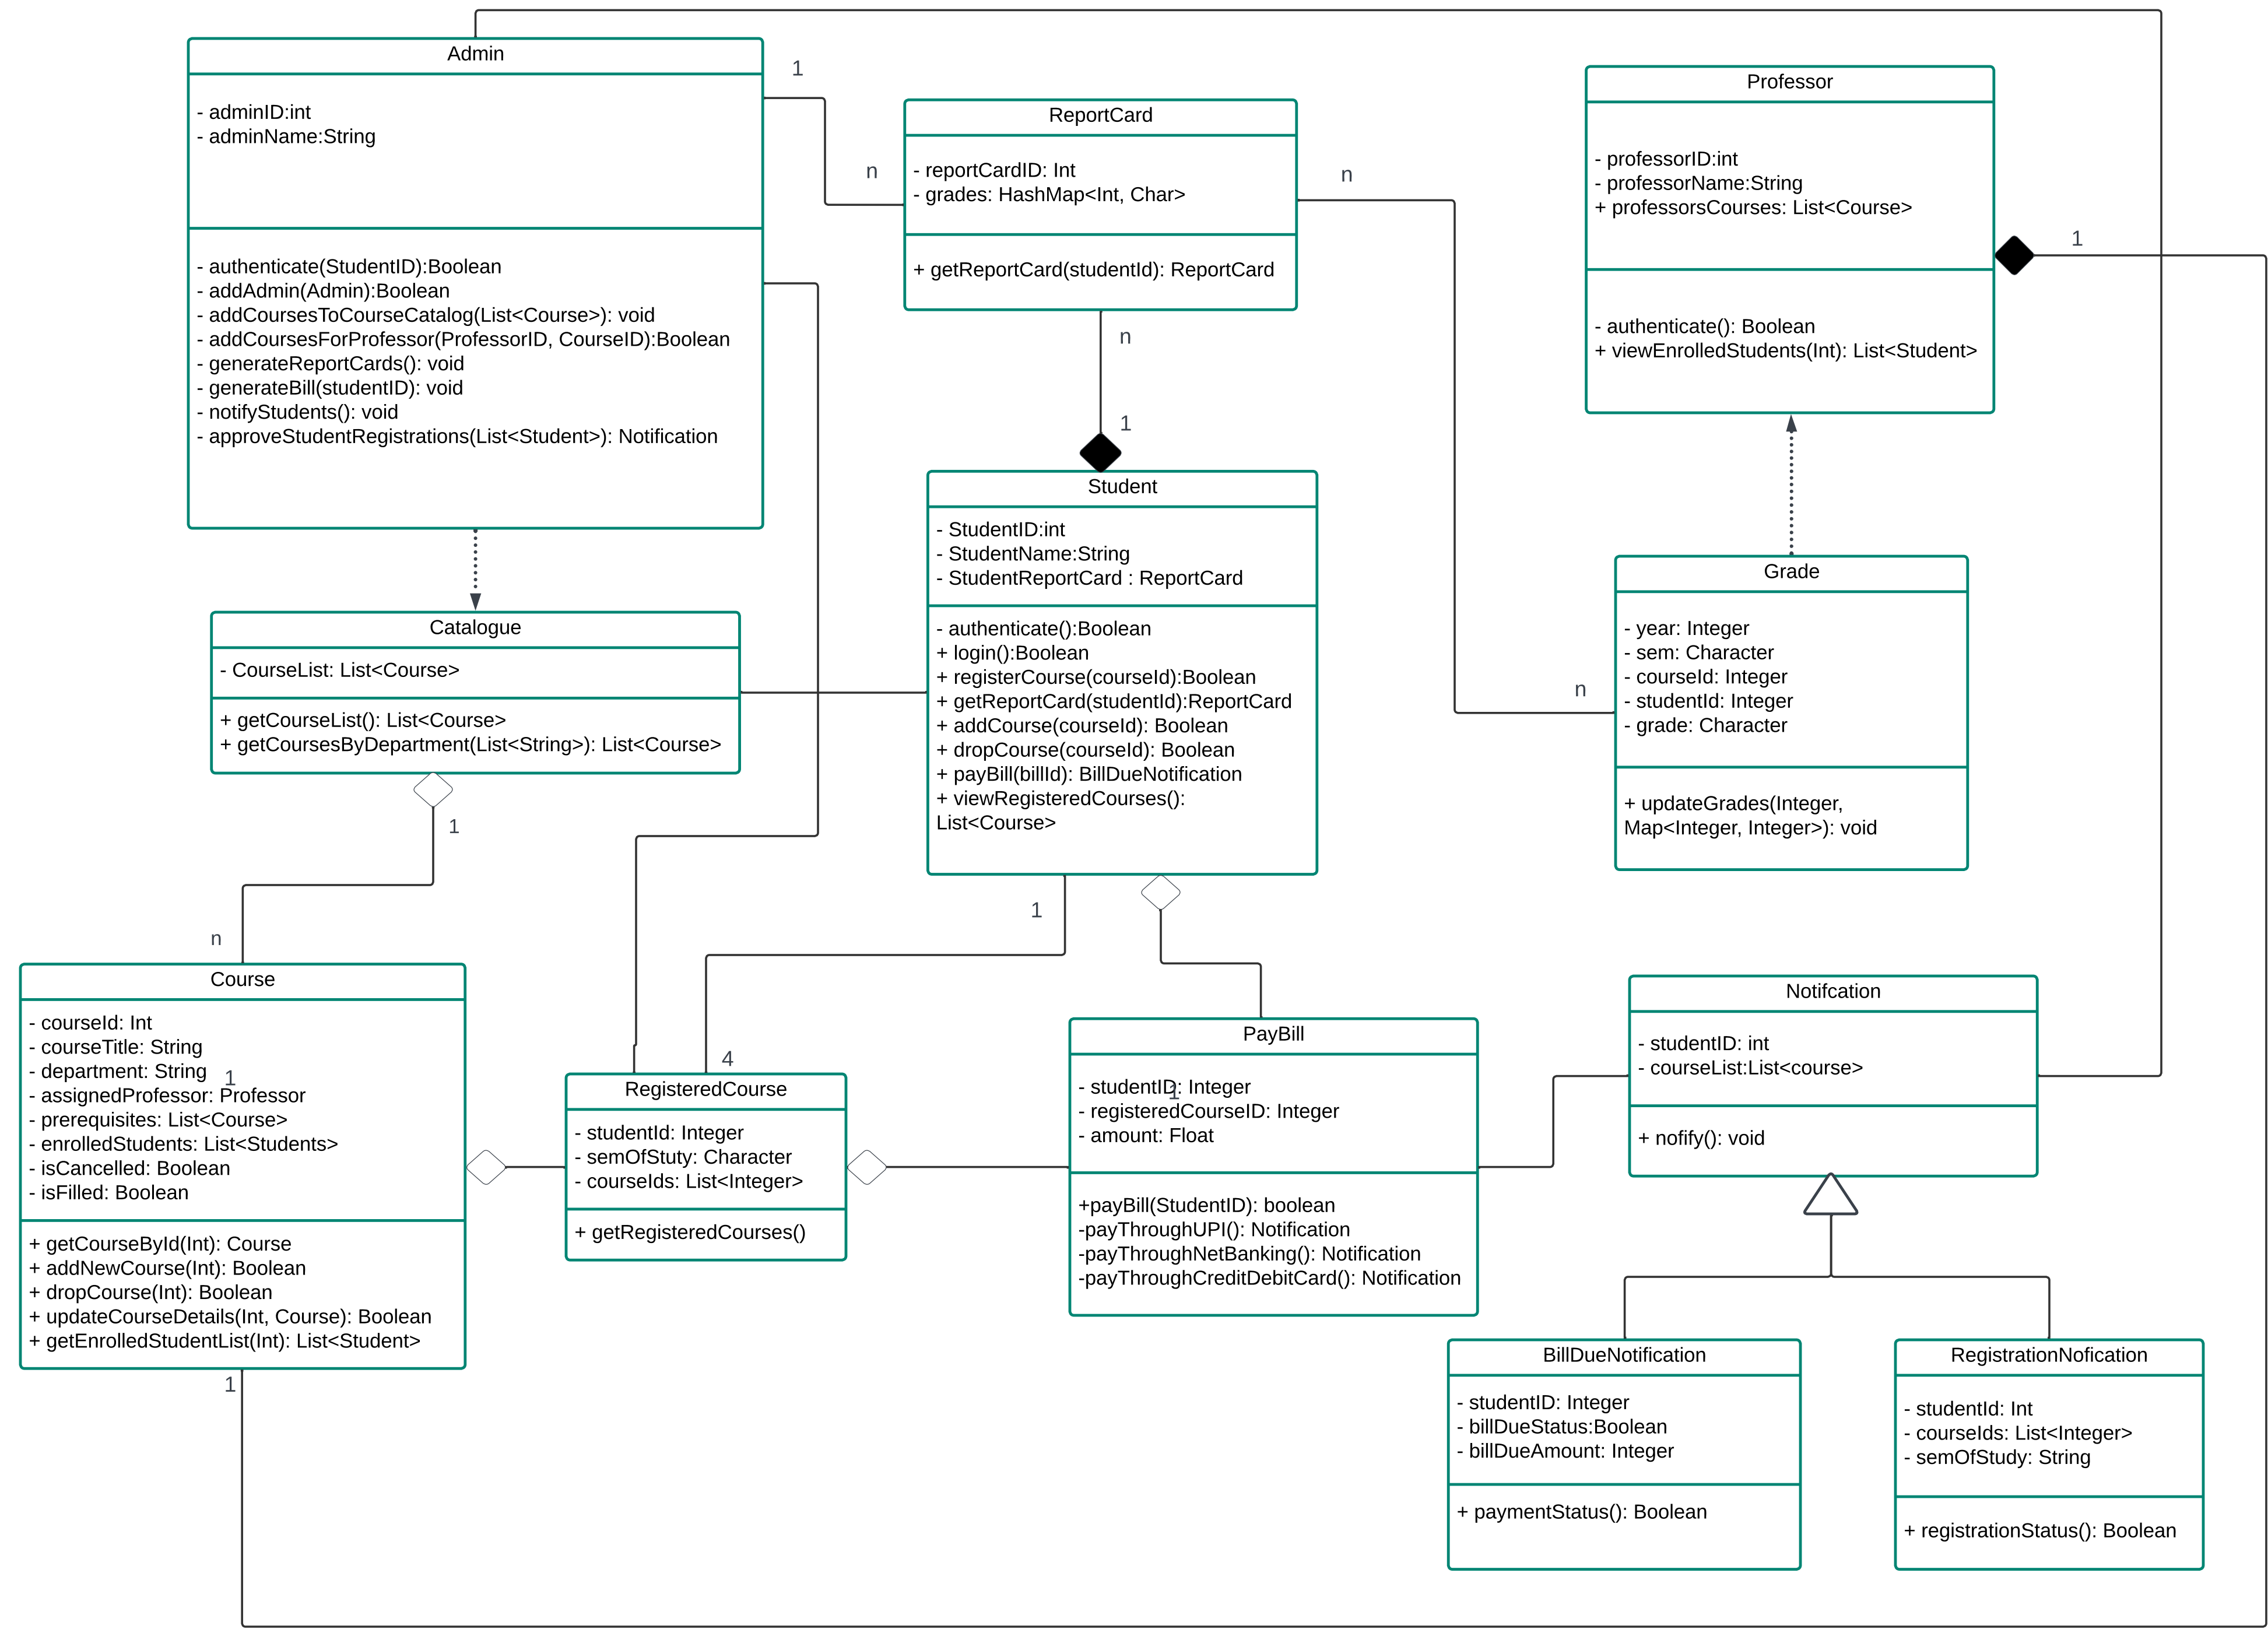 Admin
- adminID:int
- adminName:String
- authenticate(StudentID):Boolean
- addAdmin(Admin):Boolean
- addCoursesToCourseCatalog(List<Course>): void
- addCoursesForProfessor(ProfessorID, CourseID):Boolean
- generateReportCards(): void
- generateBill(studentID): void
- notifyStudents(): void
- approveStudentRegistrations(List<Student>): Notification
1
n
ReportCard
- reportCardID: Int
- grades: HashMap<Int, Char>
+ getReportCard(studentId): ReportCard
n
n
1
Professor
- professorID:int
- professorName:String
+ professorsCourses: List<Course>
- authenticate(): Boolean
+ viewEnrolledStudents(Int): List<Student>
1
Student
- StudentID:int
- StudentName:String
- StudentReportCard : ReportCard
- authenticate():Boolean
+ login():Boolean
+ registerCourse(courseId):Boolean
+ getReportCard(studentId):ReportCard
+ addCourse(courseId): Boolean
+ dropCourse(courseId): Boolean
+ payBill(billId): BillDueNotification
+ viewRegisteredCourses():
List<Course>
1
Grade
- year: Integer
- sem: Character
- courseId: Integer
- studentId: Integer
- grade: Character
+ updateGrades(Integer,
Map<Integer, Integer>): void
n
Catalogue
- CourseList: List<Course>
+ getCourseList(): List<Course>
+ getCoursesByDepartment(List<String>): List<Course>
1
n
Course
- courseId: Int
- courseTitle: String
- department: String
1
- assignedProfessor: Professor
- prerequisites: List<Course>
- enrolledStudents: List<Students>
- isCancelled: Boolean
- isFilled: Boolean
+ getCourseById(Int): Course
+ addNewCourse(Int): Boolean
+ dropCourse(Int): Boolean
+ updateCourseDetails(Int, Course): Boolean
+ getEnrolledStudentList(Int): List<Student>
1
4
RegisteredCourse
- studentId: Integer
- semOfStuty: Character
- courseIds: List<Integer>
+ getRegisteredCourses()
PayBill
- studentID: Integer
1
- registeredCourseID: Integer
- amount: Float
+payBill(StudentID): boolean
-payThroughUPI(): Notification
-payThroughNetBanking(): Notification
-payThroughCreditDebitCard(): Notification
Notifcation
- studentID: int
- courseList:List<course>
+ nofify(): void
BillDueNotification
- studentID: Integer
- billDueStatus:Boolean
- billDueAmount: Integer
+ paymentStatus(): Boolean
RegistrationNofication
- studentId: Int
- courseIds: List<Integer>
- semOfStudy: String
+ registrationStatus(): Boolean